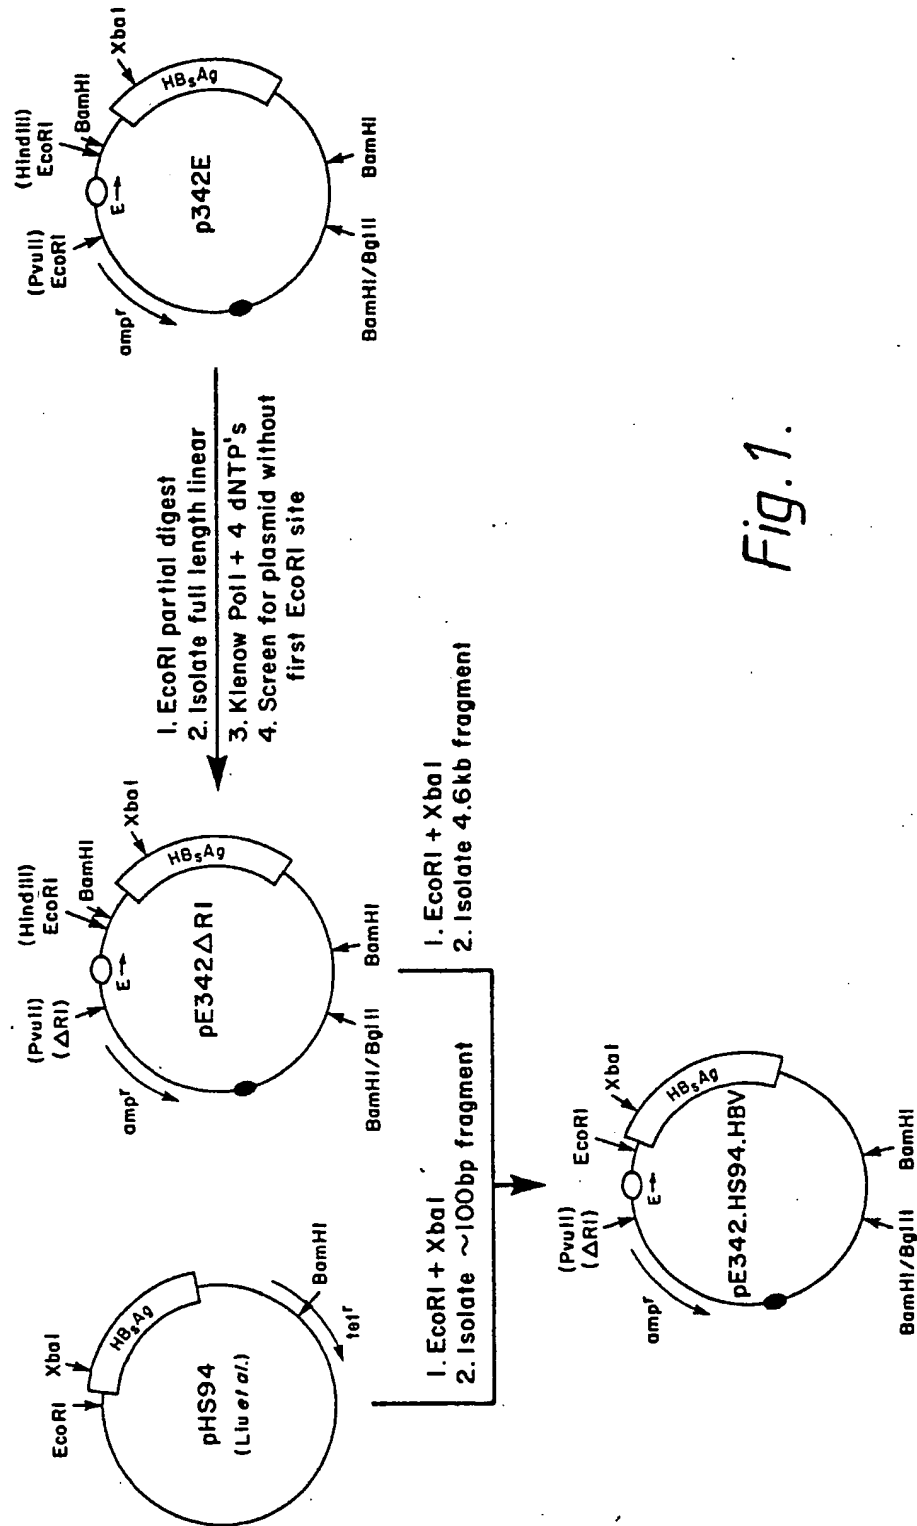 (HindIII)
EcoRI
BamHI
XbaI
(PvuII)
EcoRI
E
HBsAg
ampr
p342E
BamHI/BglII
BamHI
1. EcoRI partial digest
2. Isolate full length linear
3. Klenow PolI + 4 dNTP's
4. Screen for plasmid without
first EcoRI site
(HindIII)
EcoRI
BamHI
XbaI
(PvuII)
(ΔRI)
E
HBsAg
ampr
pE342ΔRI
BamHI/BglII
BamHI
EcoRI
XbaI
HBsAg
pHS94
(Liu et al.)
BamHI
tetr
1. EcoRI + XbaI
2. Isolate ~100bp fragment
1. EcoRI + XbaI
2. Isolate 4.6kb fragment
(PvuII)
(ΔRI)
EcoRI
XbaI
E
HBsAg
ampr
pE342.HS94.HBV
BamHI/BglII
BamHI
Fig. 1.